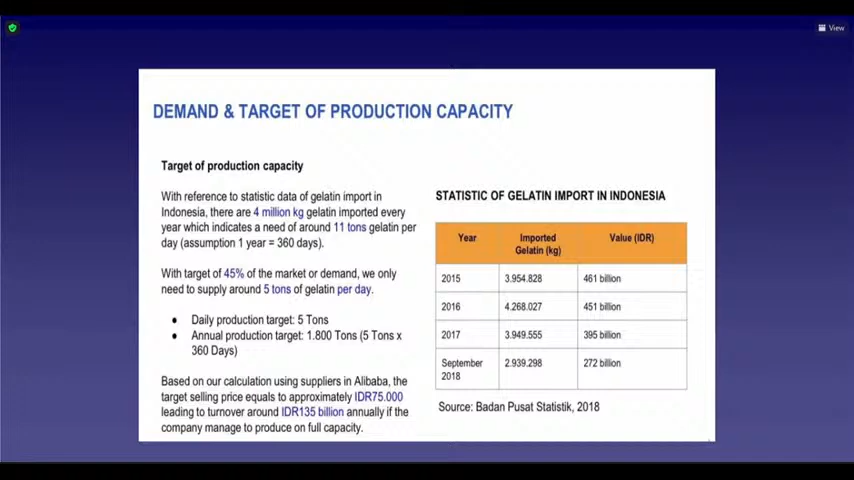 View
DEMAND & TARGET OF PRODUCTION CAPACITY
Target of production capacity
With reference to statistic data of gelatin import in
Indonesia, there are 4 million kg gelatin imported every
year which indicates a need of around 11 tons gelatin per
day (assumption 1 year = 360 days).
With target of 45% of the market or demand, we only
need to supply around 5 tons of gelatin per day.
● Daily production target: 5 Tons
● Annual production target: 1.800 Tons (5 Tons x
360 Days)
Based on our calculation using suppliers in Alibaba, the
target selling price equals to approximately IDR75.000
leading to turnover around IDR135 billion annually if the
company manage to produce on full capacity.
STATISTIC OF GELATIN IMPORT IN INDONESIA
Year Imported Gelatin (kg) Value (IDR)
2015 3.954.828 461 billion
2016 4.268.027 451 billion
2017 3.949.555 395 billion
September 2018 2.939.298 272 billion
Source: Badan Pusat Statistik, 2018